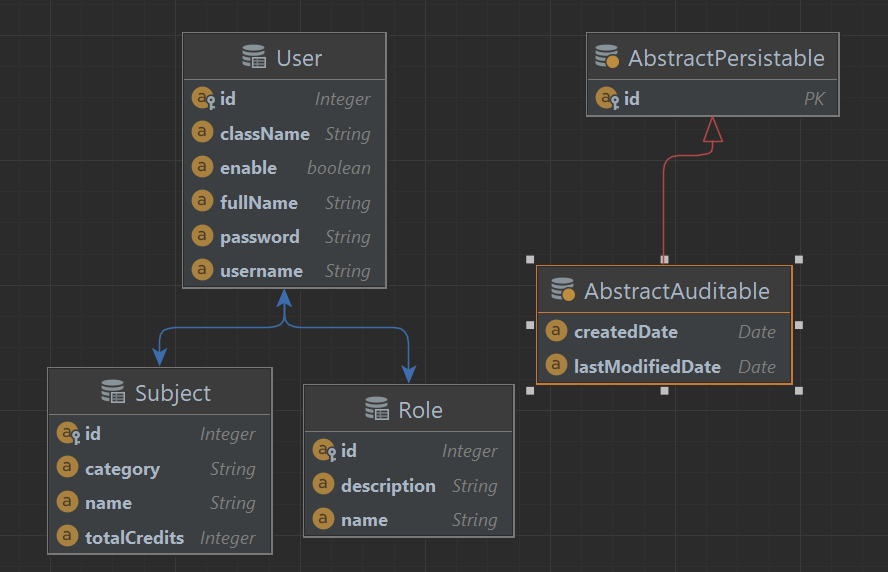 User
id Integer
className String
enable boolean
fullName String
password String
username String
AbstractPersistable
id PK
AbstractAuditable
createdDate Date
lastModifiedDate Date
Subject
id Integer
category String
name String
totalCredits Integer
Role
id Integer
description String
name String